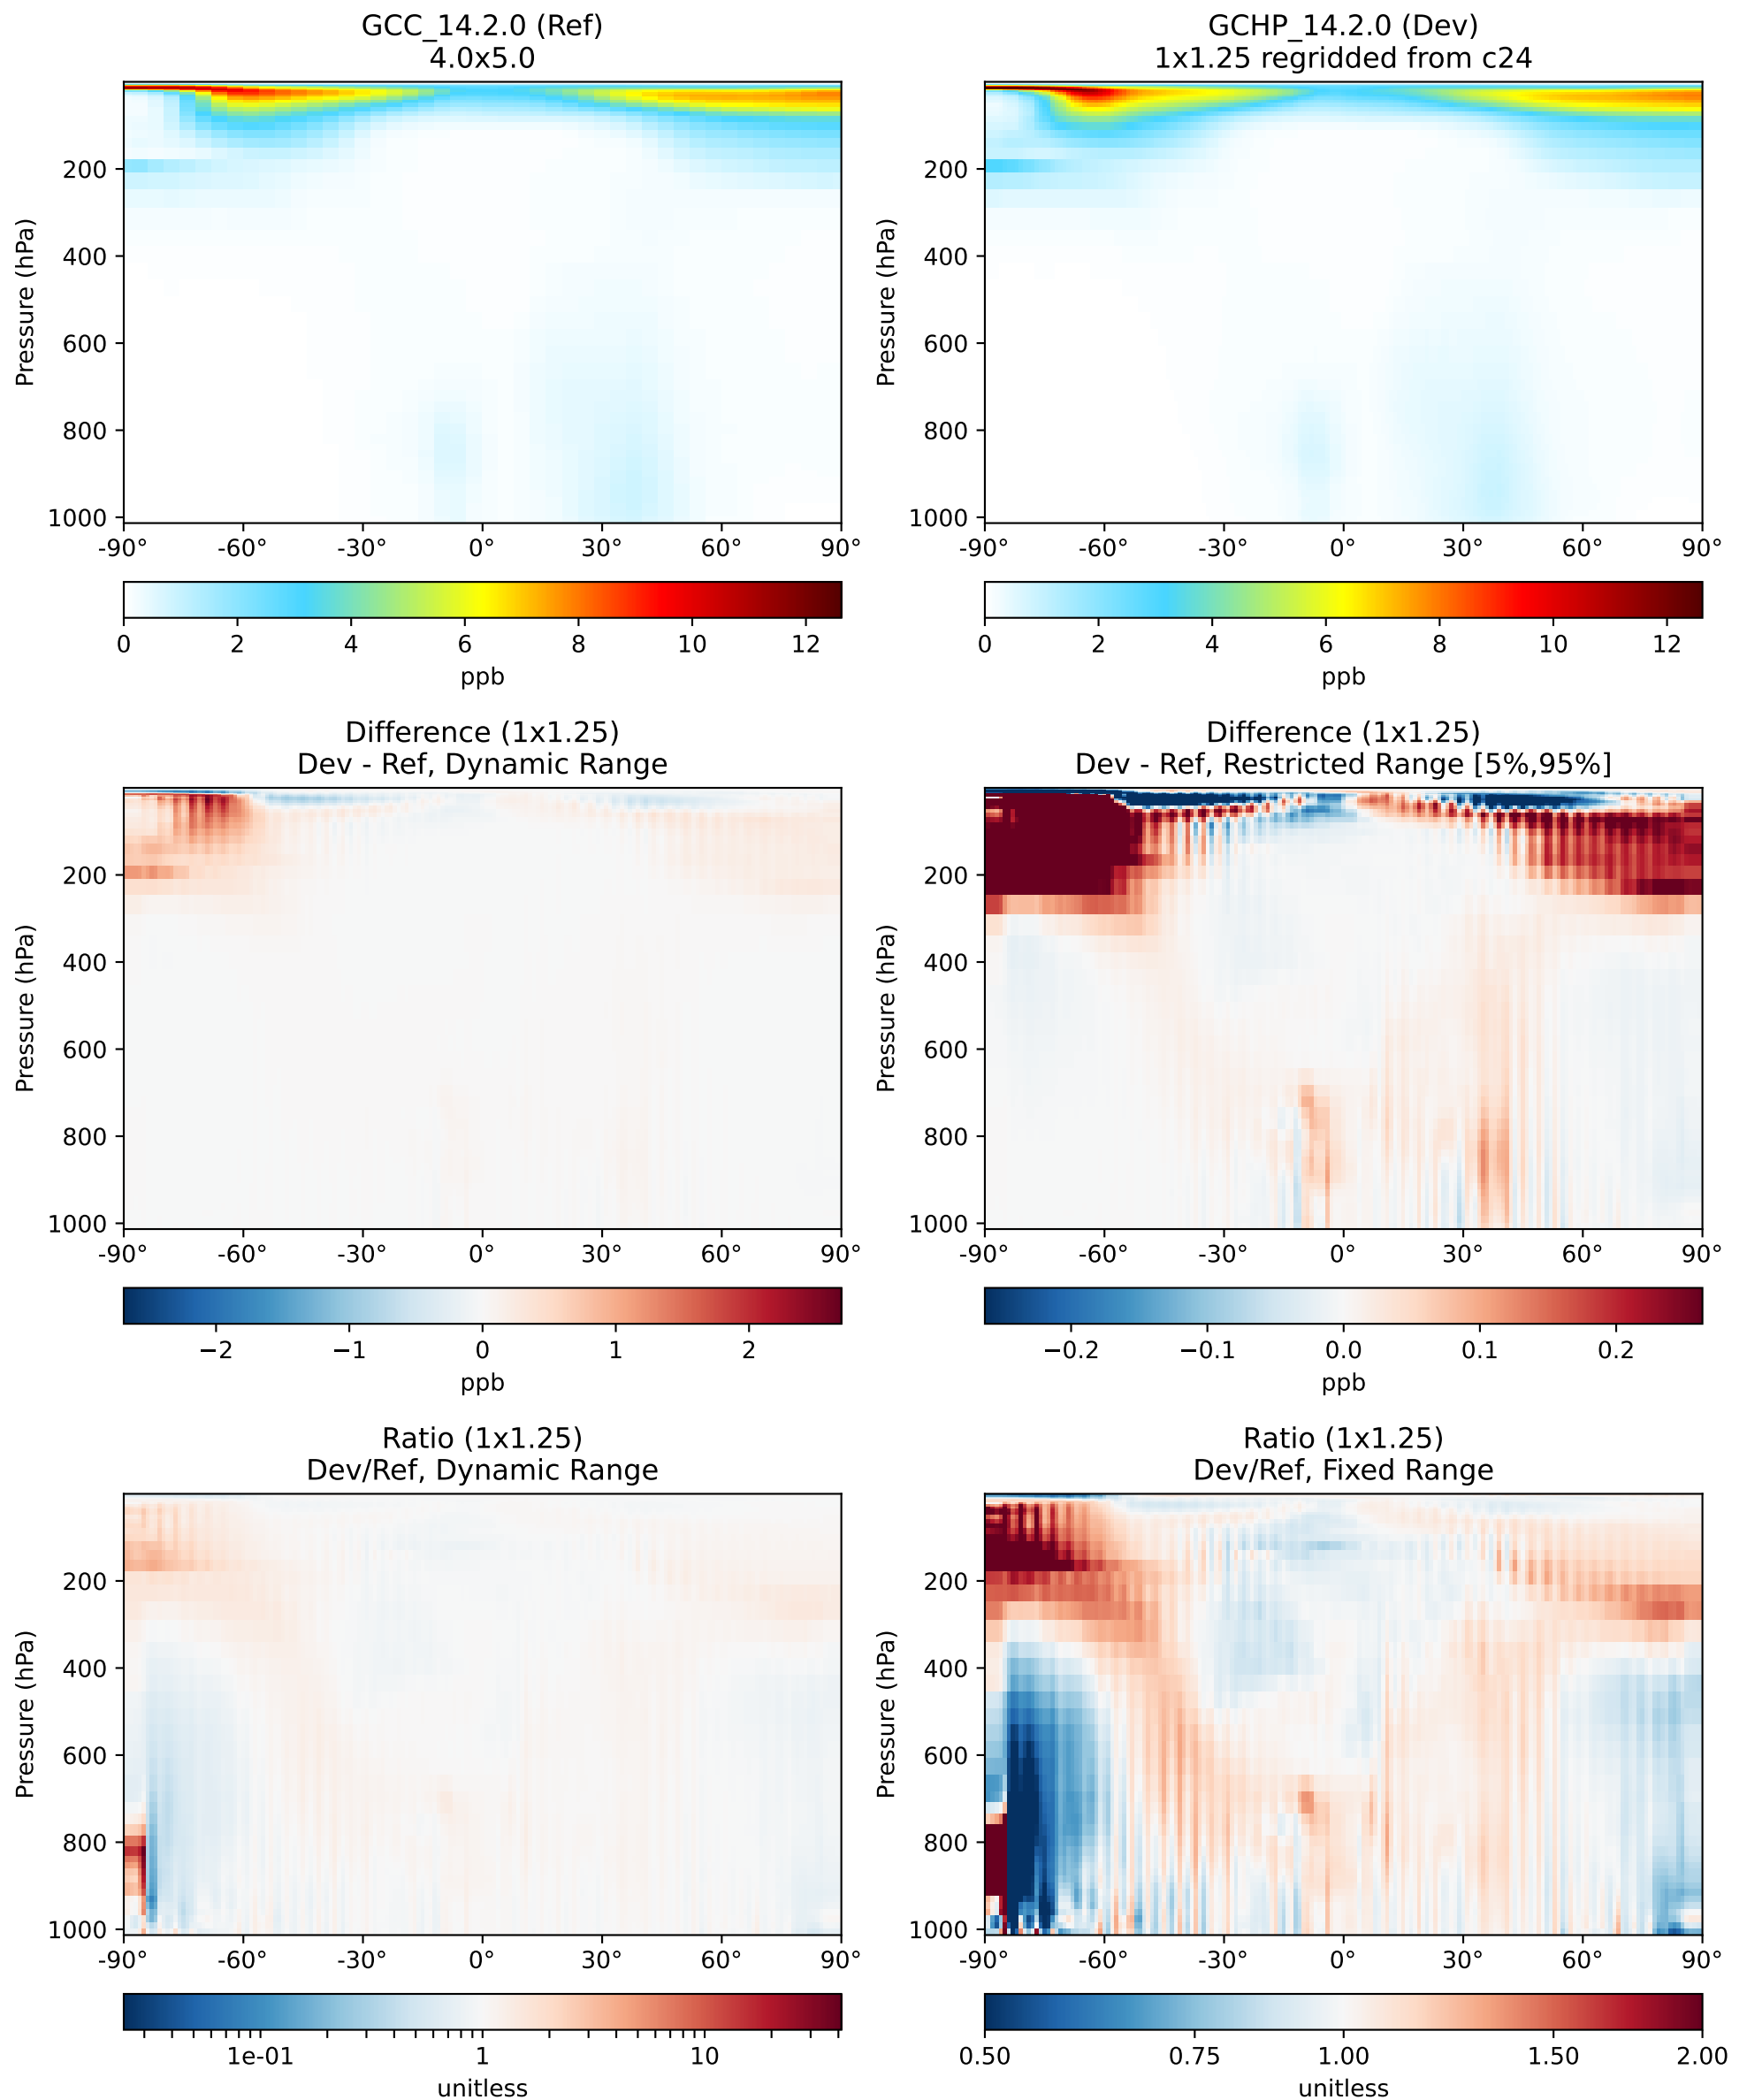 GCC_14.2.0 (Ref)
4.0x5.0
200
400
600
800
1000
Pressure (hPa)
-90° -60° -30° 0° 30° 60° 90°
0 2 4 6 8 10 12
ppb
GCHP_14.2.0 (Dev)
1x1.25 regridded from c24
200
400
600
800
1000
Pressure (hPa)
-90° -60° -30° 0° 30° 60° 90°
0 2 4 6 8 10 12
ppb
Difference (1x1.25)
Dev - Ref, Dynamic Range
200
400
600
800
1000
Pressure (hPa)
-90° -60° -30° 0° 30° 60° 90°
−2 −1 0 1 2
ppb
Difference (1x1.25)
Dev - Ref, Restricted Range [5%,95%]
200
400
600
800
1000
Pressure (hPa)
-90° -60° -30° 0° 30° 60° 90°
−0.2 −0.1 0.0 0.1 0.2
ppb
Ratio (1x1.25)
Dev/Ref, Dynamic Range
200
400
600
800
1000
Pressure (hPa)
-90° -60° -30° 0° 30° 60° 90°
1e-01 1 10
unitless
Ratio (1x1.25)
Dev/Ref, Fixed Range
200
400
600
800
1000
Pressure (hPa)
-90° -60° -30° 0° 30° 60° 90°
0.50 0.75 1.00 1.50 2.00
unitless